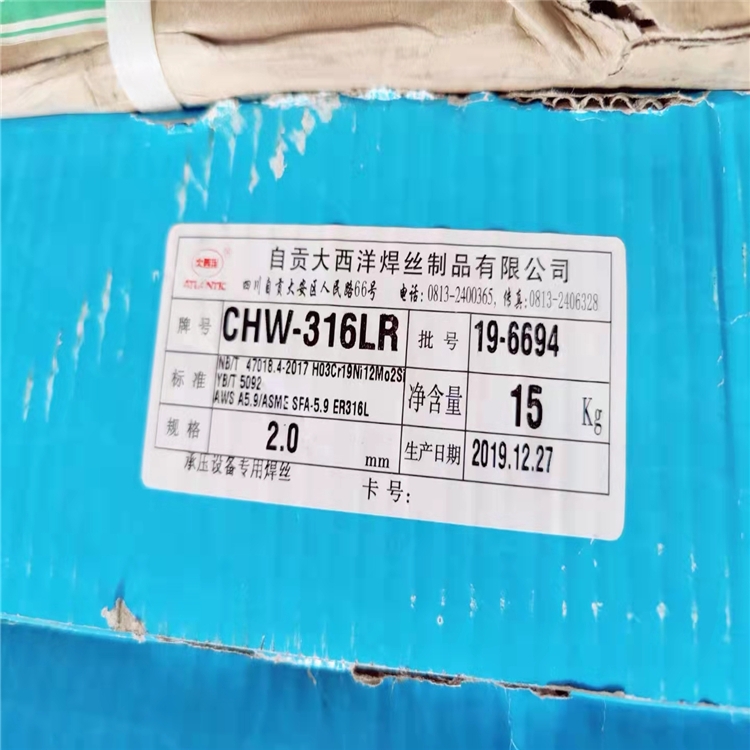 大西洋
ATLANTIC
®
自贡大西洋焊丝制品有限公司
四川自贡大安区人民路66号 电话:0813-2400365,传真:0813-2406328
牌号 CHW-316LR 批号 19-6694
标准 NB/T 47018.4-2017 H03Cr19Ni12Mo2Si
YB/T 5092
AWS A5.9/ASME SFA-5.9 ER316L
净含量 15 Kg
规格 2.0 mm 生产日期 2019.12.27
承压设备专用焊丝 卡号: